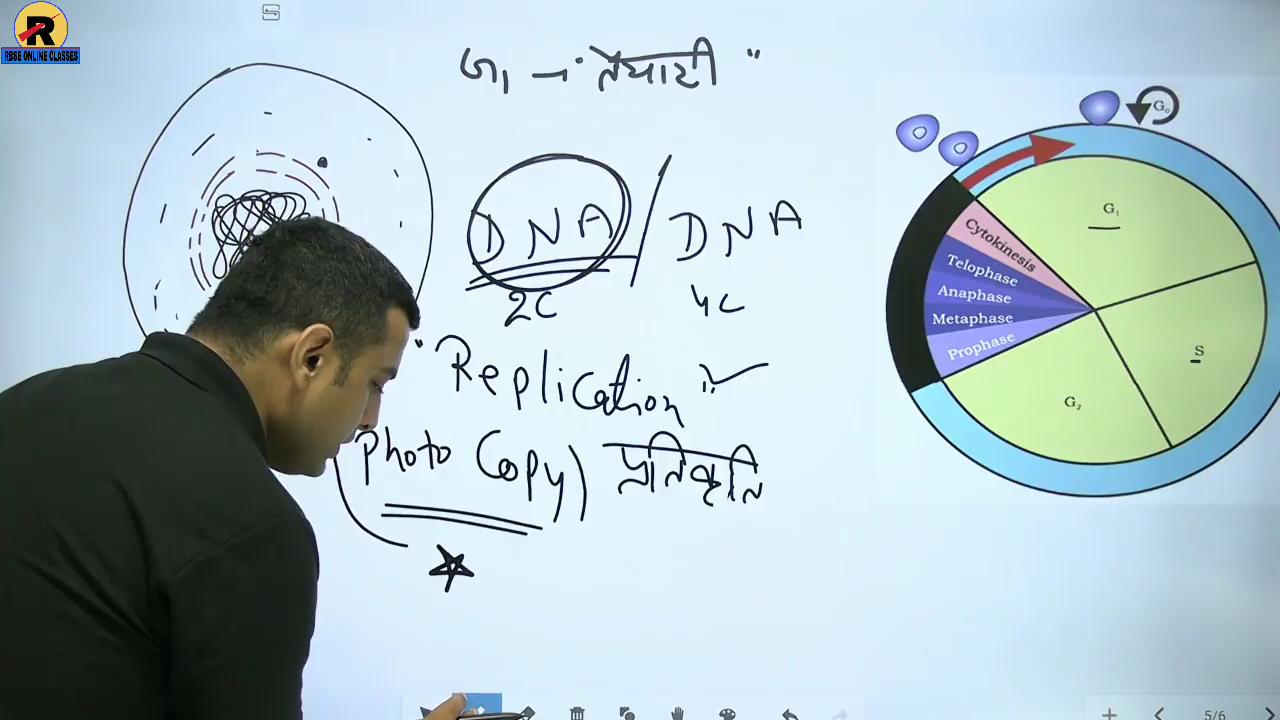 R
RBSE ONLINE CLASSES
G₁ → "तैयारी"
DNA / DNA
2C 4C
"Replication"
Photo Copy) प्रतिकृति
G₀
G₁
S
G₂
Cytokinesis
Telophase
Anaphase
Metaphase
Prophase
5/6